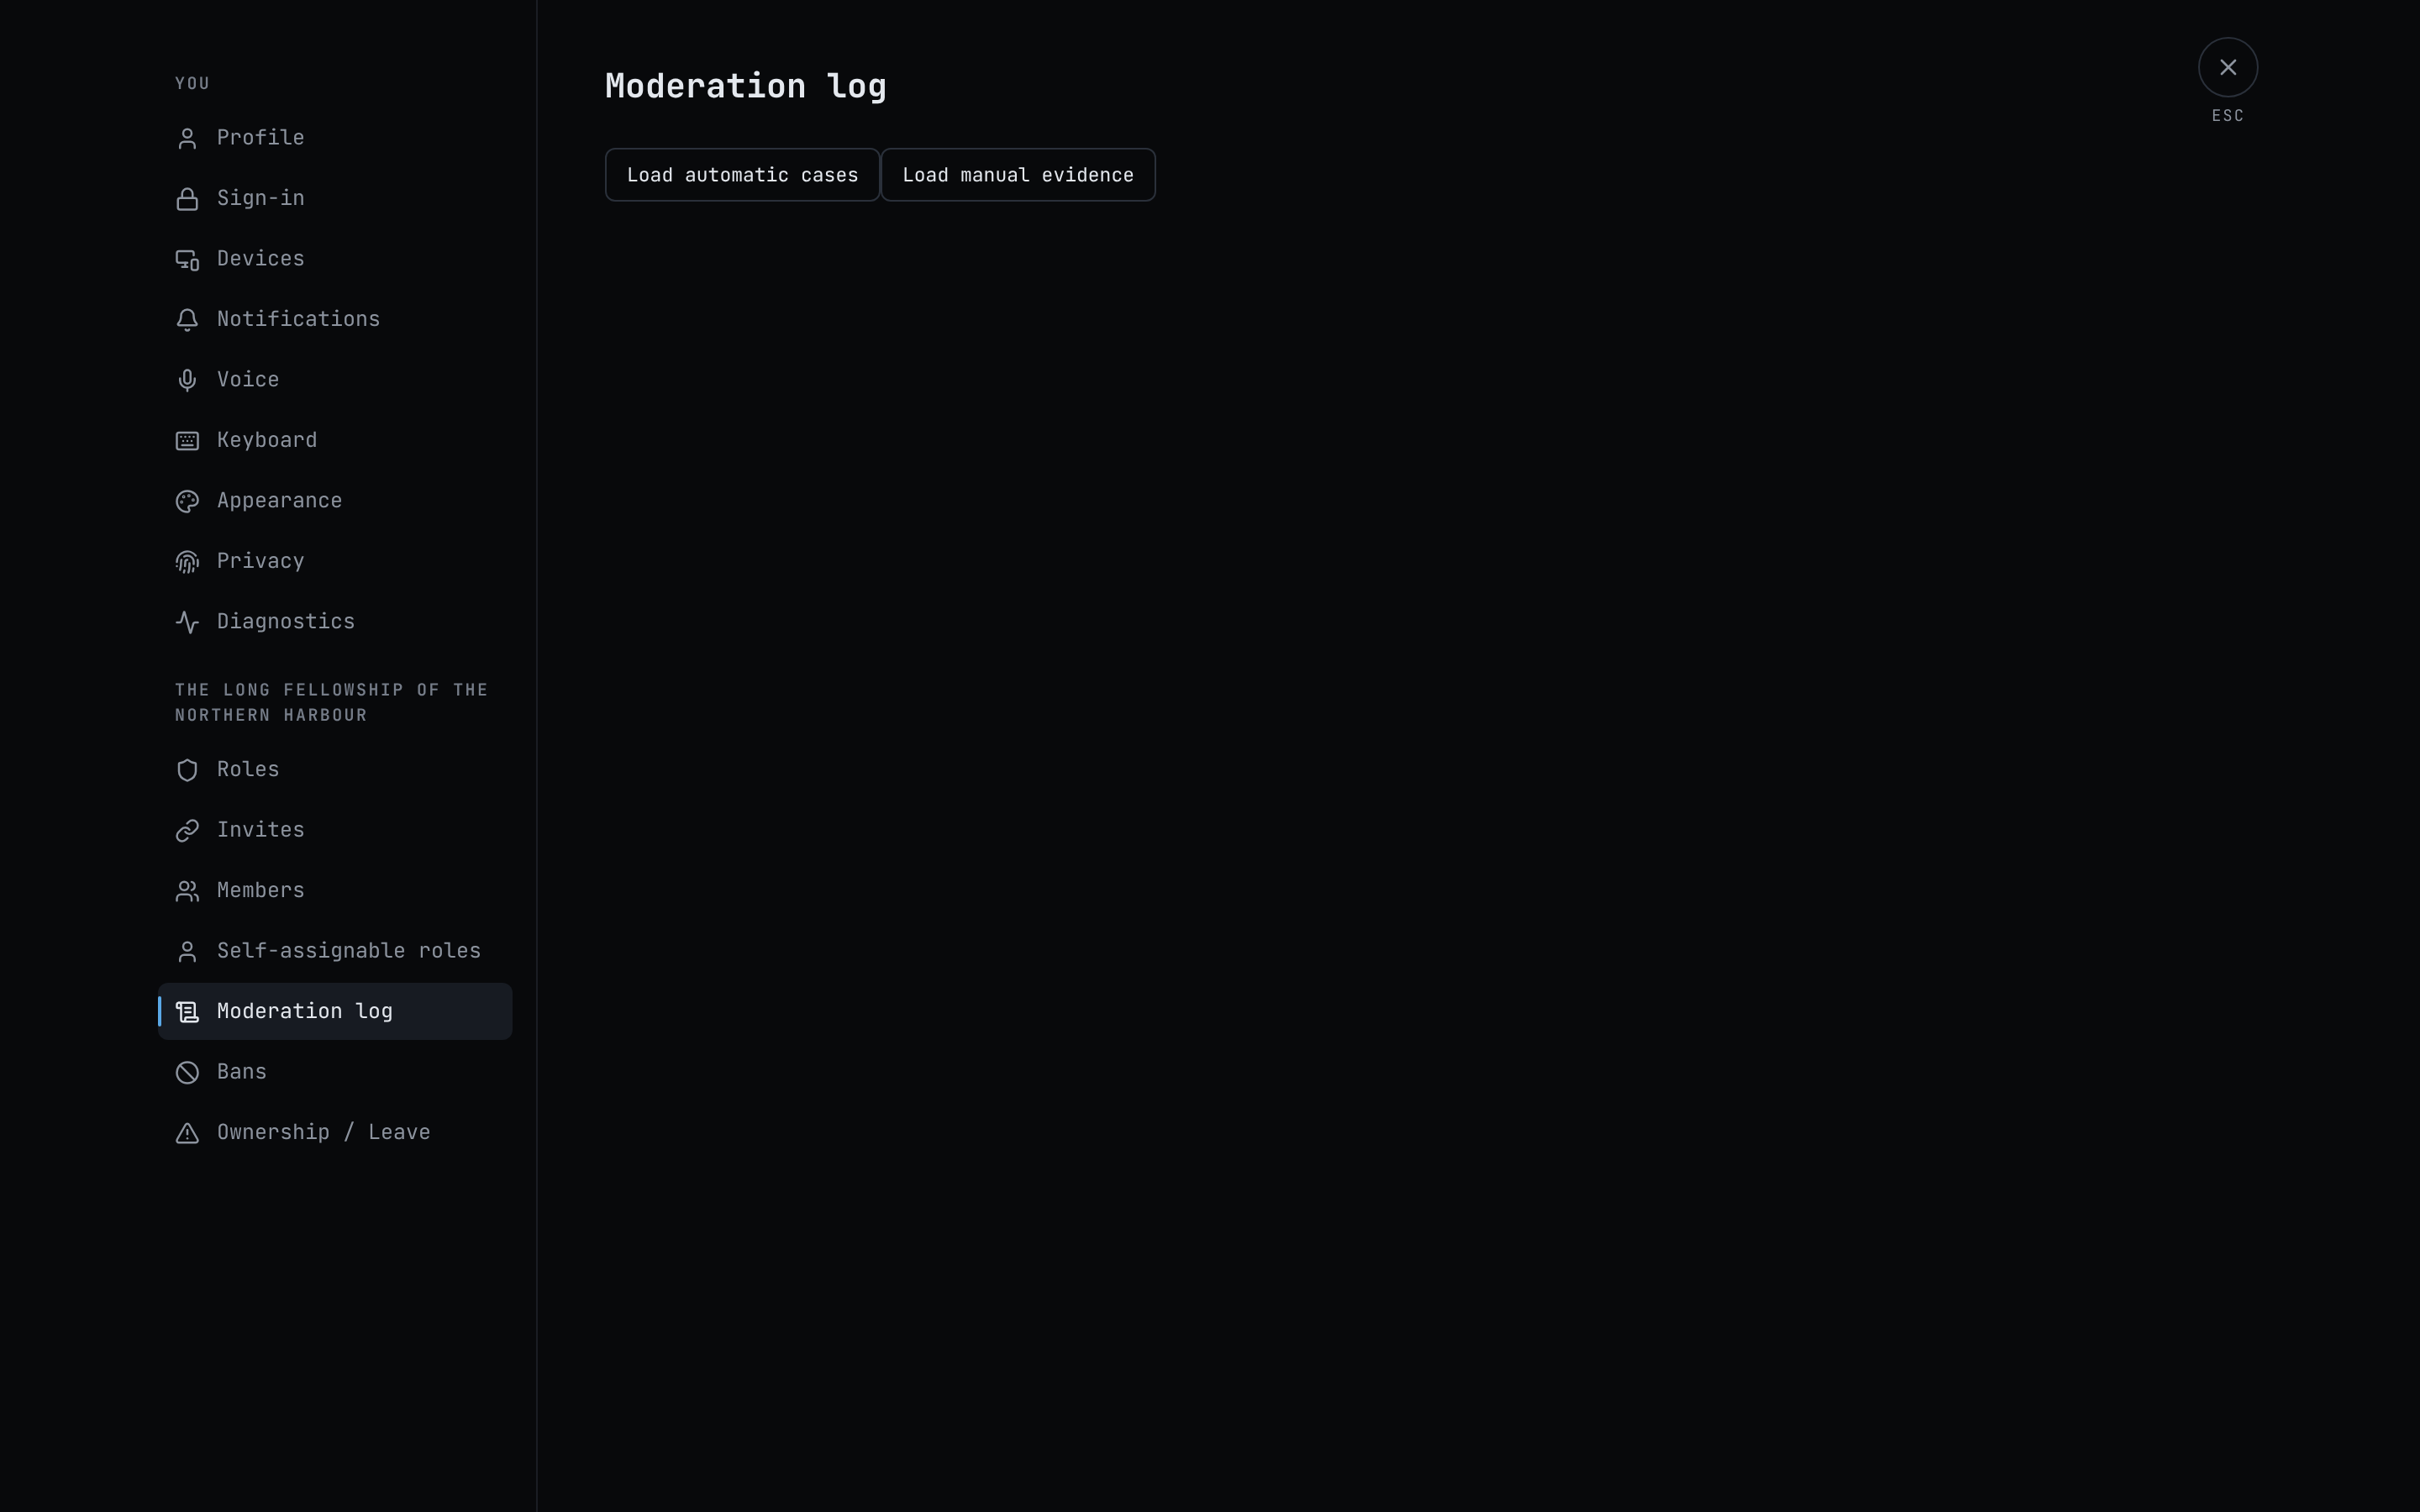 YOU
Profile
Sign-in
Devices
Notifications
Voice
Keyboard
Appearance
Privacy
Diagnostics
THE LONG FELLOWSHIP OF THE
NORTHERN HARBOUR
Roles
Invites
Members
Self-assignable roles
Moderation log
Bans
Ownership / Leave
Moderation log
Load automatic cases
Load manual evidence
ESC